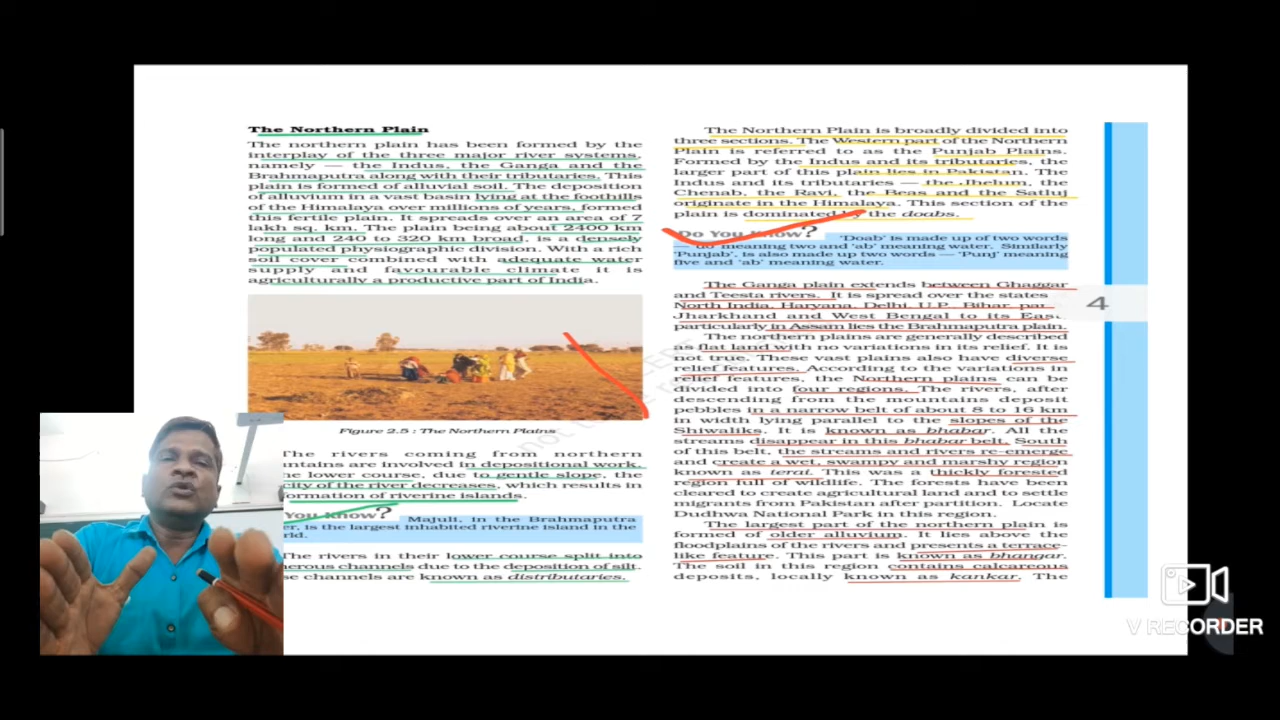 The Northern Plain
The northern plain has been formed by the
interplay of the three major river systems,
namely — the Indus, the Ganga and the
Brahmaputra along with their tributaries. This
plain is formed of alluvial soil. The deposition
of alluvium in a vast basin lying at the foothills
of the Himalaya over millions of years, formed
this fertile plain. It spreads over an area of 7
lakh sq. km. The plain being about 2400 km
long and 240 to 320 km broad, is a densely
populated physiographic division. With a rich
soil cover combined with adequate water
supply and favourable climate it is
agriculturally a productive part of India.
Figure 2.5 : The Northern Plains
The rivers coming from northern
are involved in depositional work.
lower course, due to gentle slope, the
of the river decreases, which results in
formation of riverine islands.
You Know?
Majuli, in the Brahmaputra
is the largest inhabited riverine island in the
The rivers in their lower course split into
channels due to the deposition of silt.
channels are known as distributaries.
The Northern Plain is broadly divided into
three sections. The Western part of the Northern
Plain is referred to as the Punjab Plains.
Formed by the Indus and its tributaries, the
larger part of this plain lies in Pakistan. The
Indus and its tributaries — the Jhelum, the
Chenab, the Ravi, the Beas and the Satluj
originate in the Himalaya. This section of the
plain is dominated by the doabs.
Do You Know?
'Doab' is made up of two words
— 'do' meaning two and 'ab' meaning water. Similarly
'Punjab', is also made up two words — 'Punj' meaning
five and 'ab' meaning water.
The Ganga plain extends between Ghaggar
and Teesta rivers. It is spread over the states
North India, Haryana, Delhi, U.P., Bihar,
Jharkhand and West Bengal to its East,
particularly in Assam lies the Brahmaputra plain.
The northern plains are generally described
as flat land with no variations in its relief. It is
not true. These vast plains also have diverse
relief features. According to the variations in
relief features, the Northern plains can be
divided into four regions. The rivers, after
descending from the mountains deposit
pebbles in a narrow belt of about 8 to 16 km
in width lying parallel to the slopes of the
Shiwaliks. It is known as bhabar. All the
streams disappear in this bhabar belt. South
of this belt, the streams and rivers re-emerge
and create a wet, swampy and marshy region
known as terai. This was a thickly forested
region full of wildlife. The forests have been
cleared to create agricultural land and to settle
migrants from Pakistan after partition. Locate
Dudhwa National Park in this region.
The largest part of the northern plain is
formed of older alluvium. It lies above the
floodplains of the rivers and presents a terrace
like feature. This part is known as bhangar.
The soil in this region contains calcareous
deposits, locally known as kankar. The
4
V RECORDER